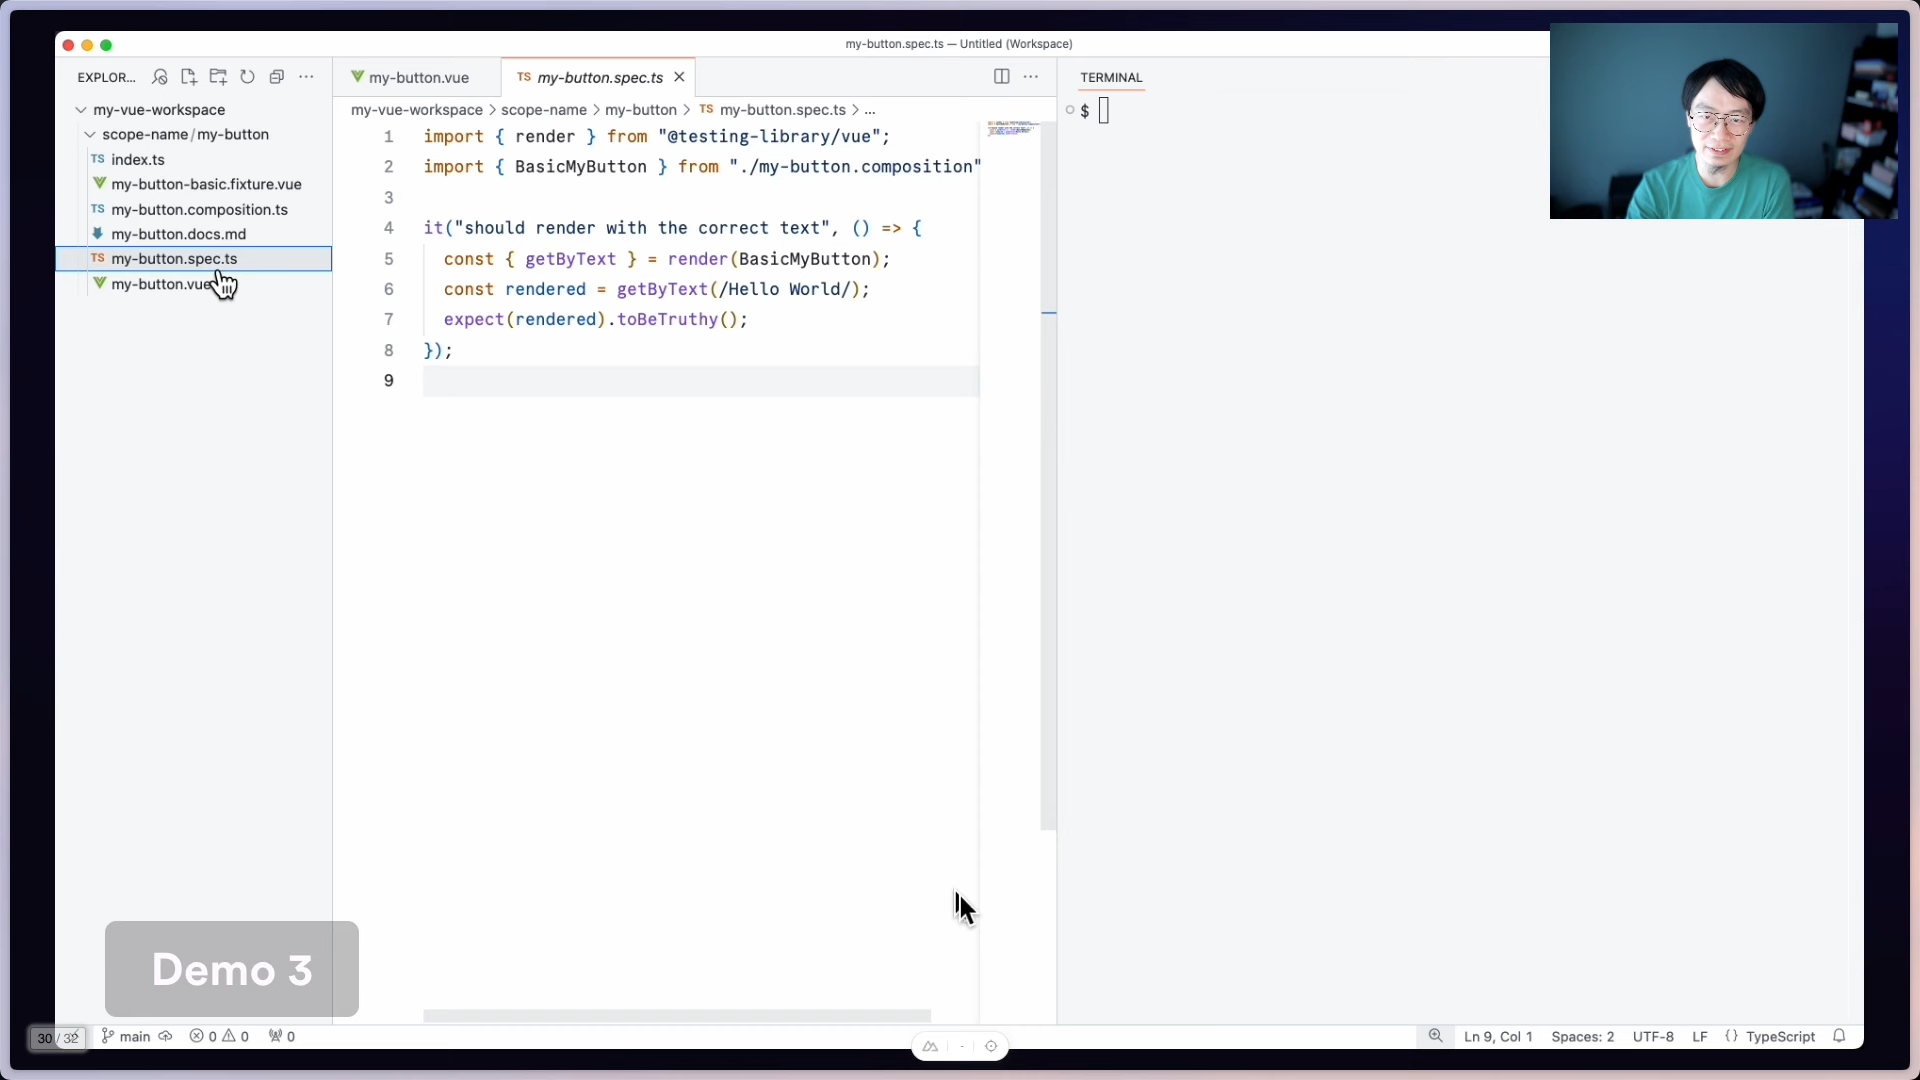 my-button.spec.ts — Untitled (Workspace)
EXPLOR...
my-vue-workspace
scope-name/my-button
TS index.ts
my-button-basic.fixture.vue
TS my-button.composition.ts
my-button.docs.md
TS my-button.spec.ts
my-button.vue
my-button.vue
TS my-button.spec.ts
my-vue-workspace > scope-name > my-button > TS my-button.spec.ts > ...
1 import { render } from "@testing-library/vue";
2 import { BasicMyButton } from "./my-button.composition"
3
4 it("should render with the correct text", () => {
5 const { getByText } = render(BasicMyButton);
6 const rendered = getByText(/Hello World/);
7 expect(rendered).toBeTruthy();
8 });
9
TERMINAL
$
Demo 3
30 / 32
main
0 0
0
Ln 9, Col 1
Spaces: 2
UTF-8
LF
{} TypeScript